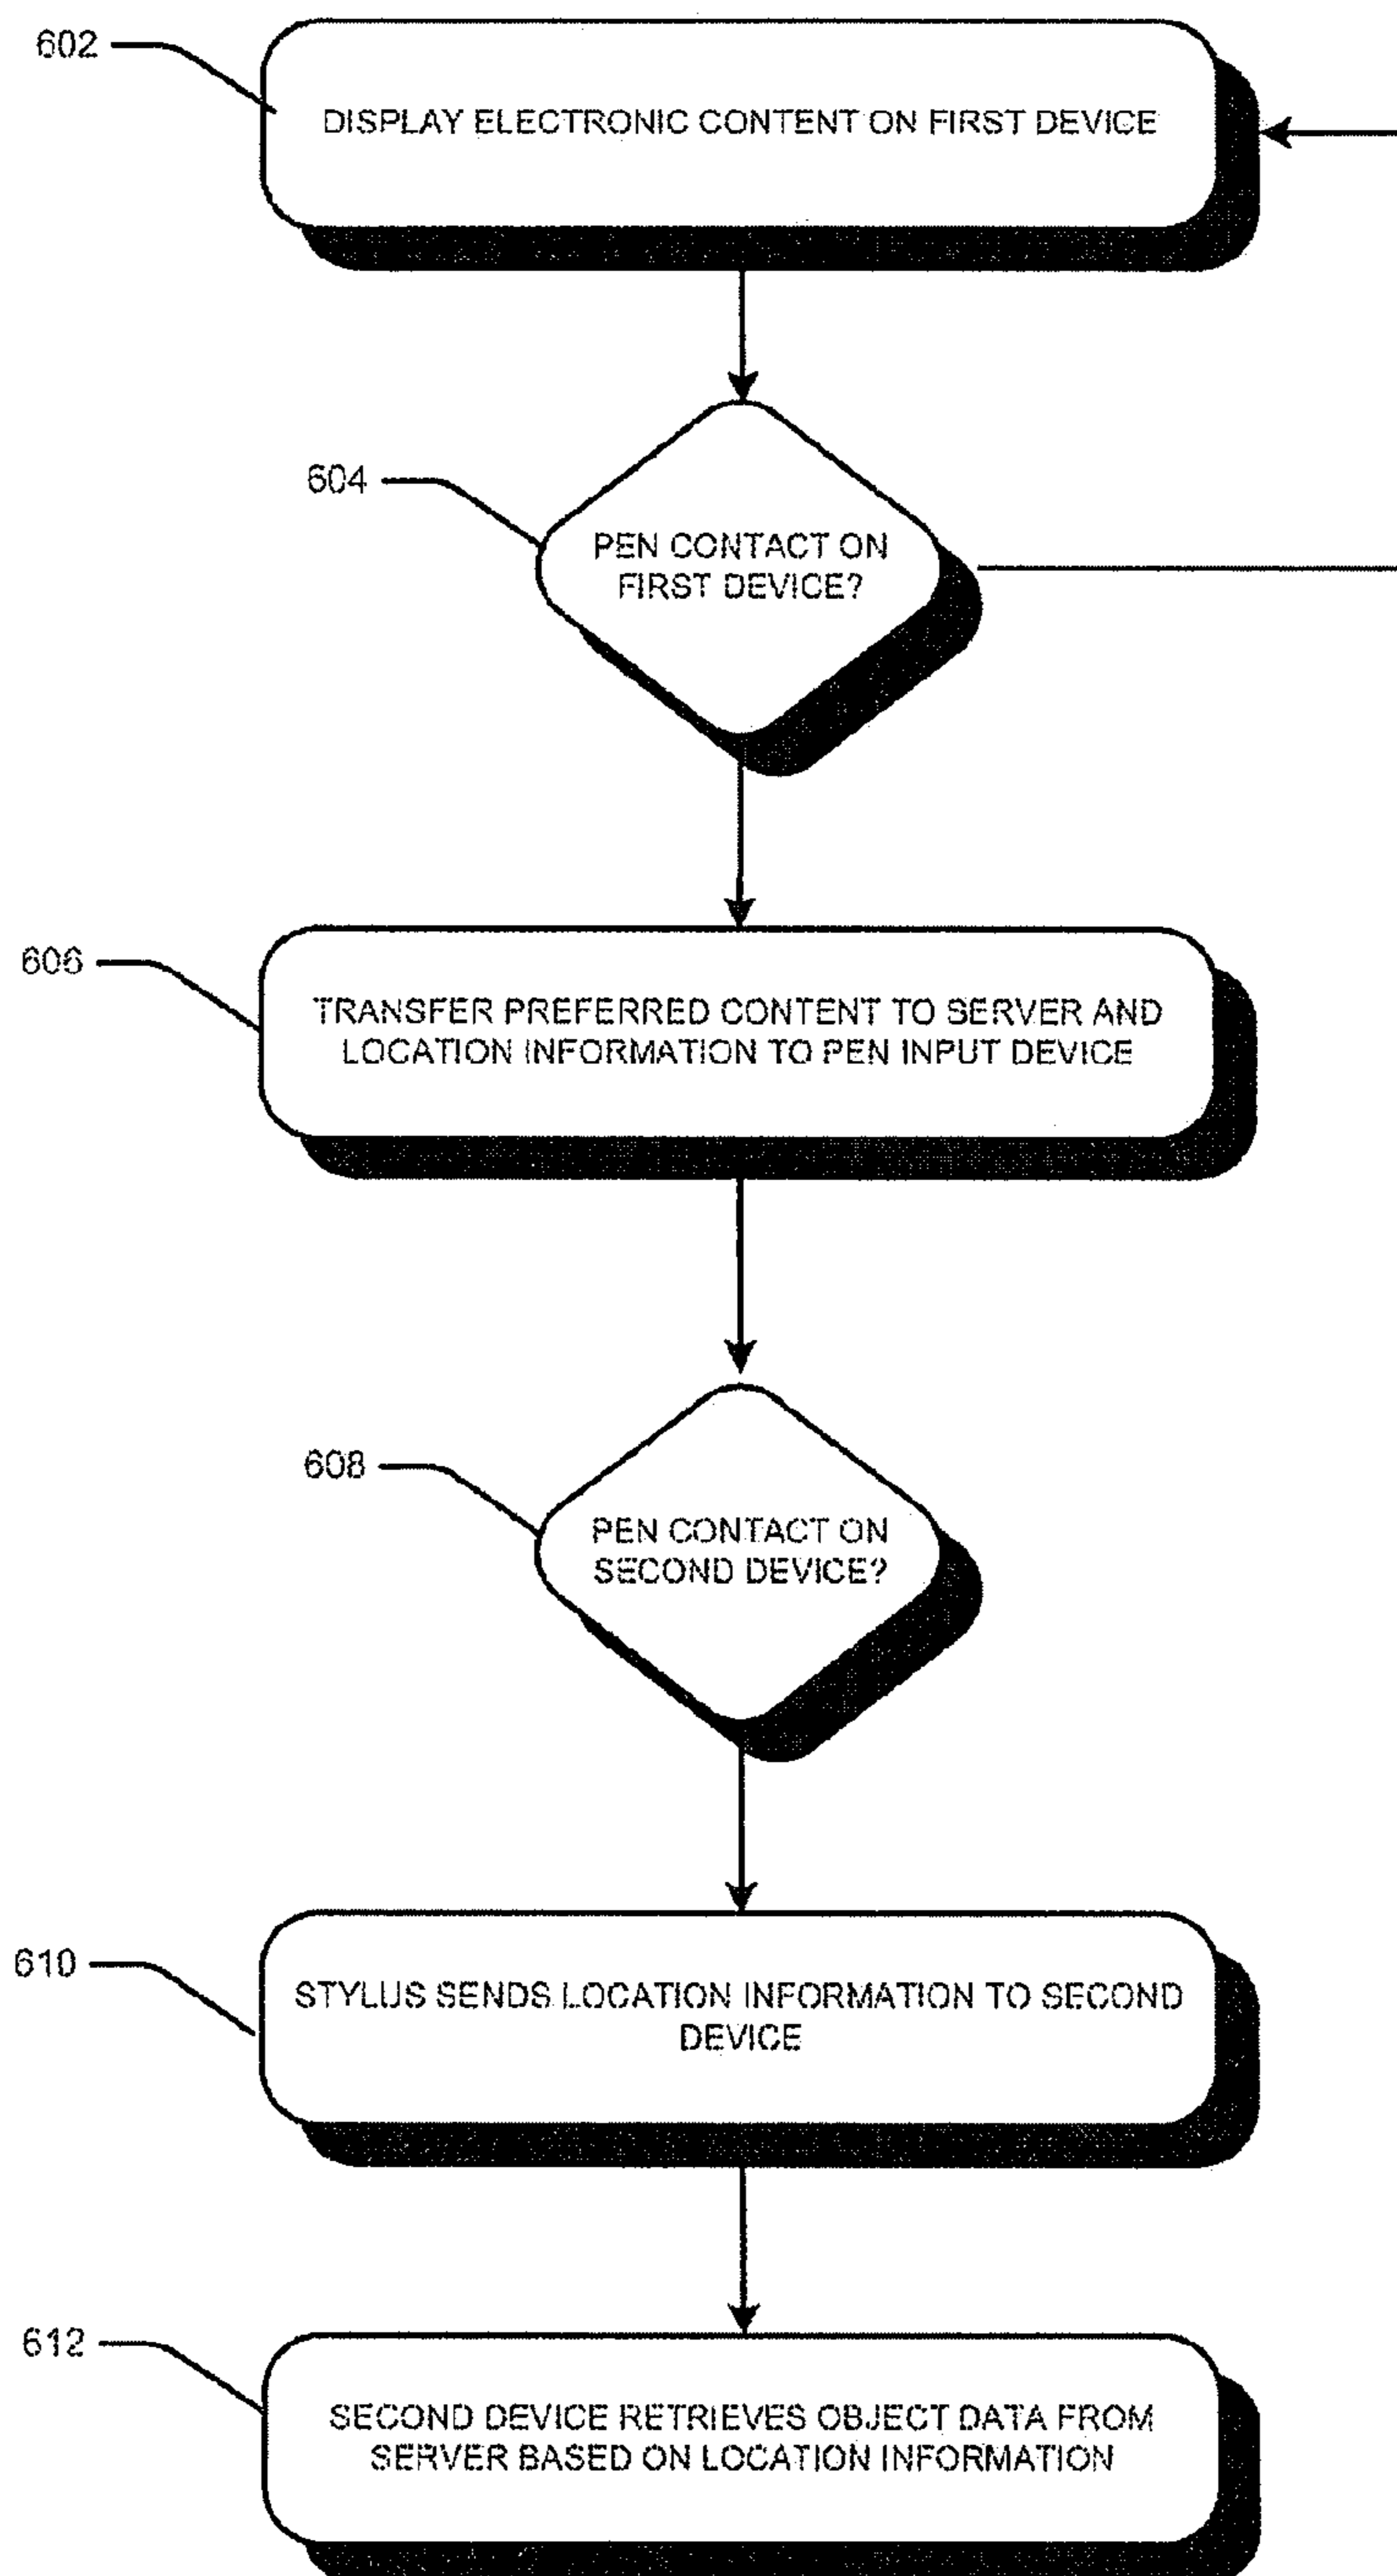 602
DISPLAY ELECTRONIC CONTENT ON FIRST DEVICE
604
PEN CONTACT ON
FIRST DEVICE?
606
TRANSFER PREFERRED CONTENT TO SERVER AND
LOCATION INFORMATION TO PEN INPUT DEVICE
608
PEN CONTACT ON
SECOND DEVICE?
610
STYLUS SENDS LOCATION INFORMATION TO SECOND
DEVICE
612
SECOND DEVICE RETRIEVES OBJECT DATA FROM
SERVER BASED ON LOCATION INFORMATION